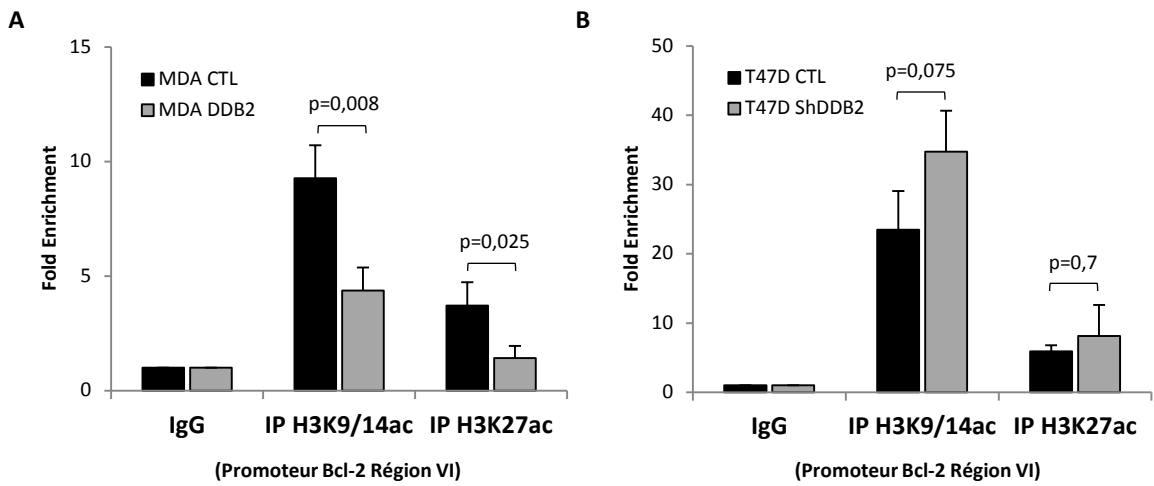 A
15
10
5
0
Fold Enrichment
MDA CTL
MDA DDB2
p=0,008
p=0,025
IgG
IP H3K9/14ac
IP H3K27ac
(Promoteur Bcl-2 Région VI)
B
50
40
30
20
10
0
Fold Enrichment
T47D CTL
T47D ShDDB2
p=0,075
p=0,7
IgG
IP H3K9/14ac
IP H3K27ac
(Promoteur Bcl-2 Région VI)